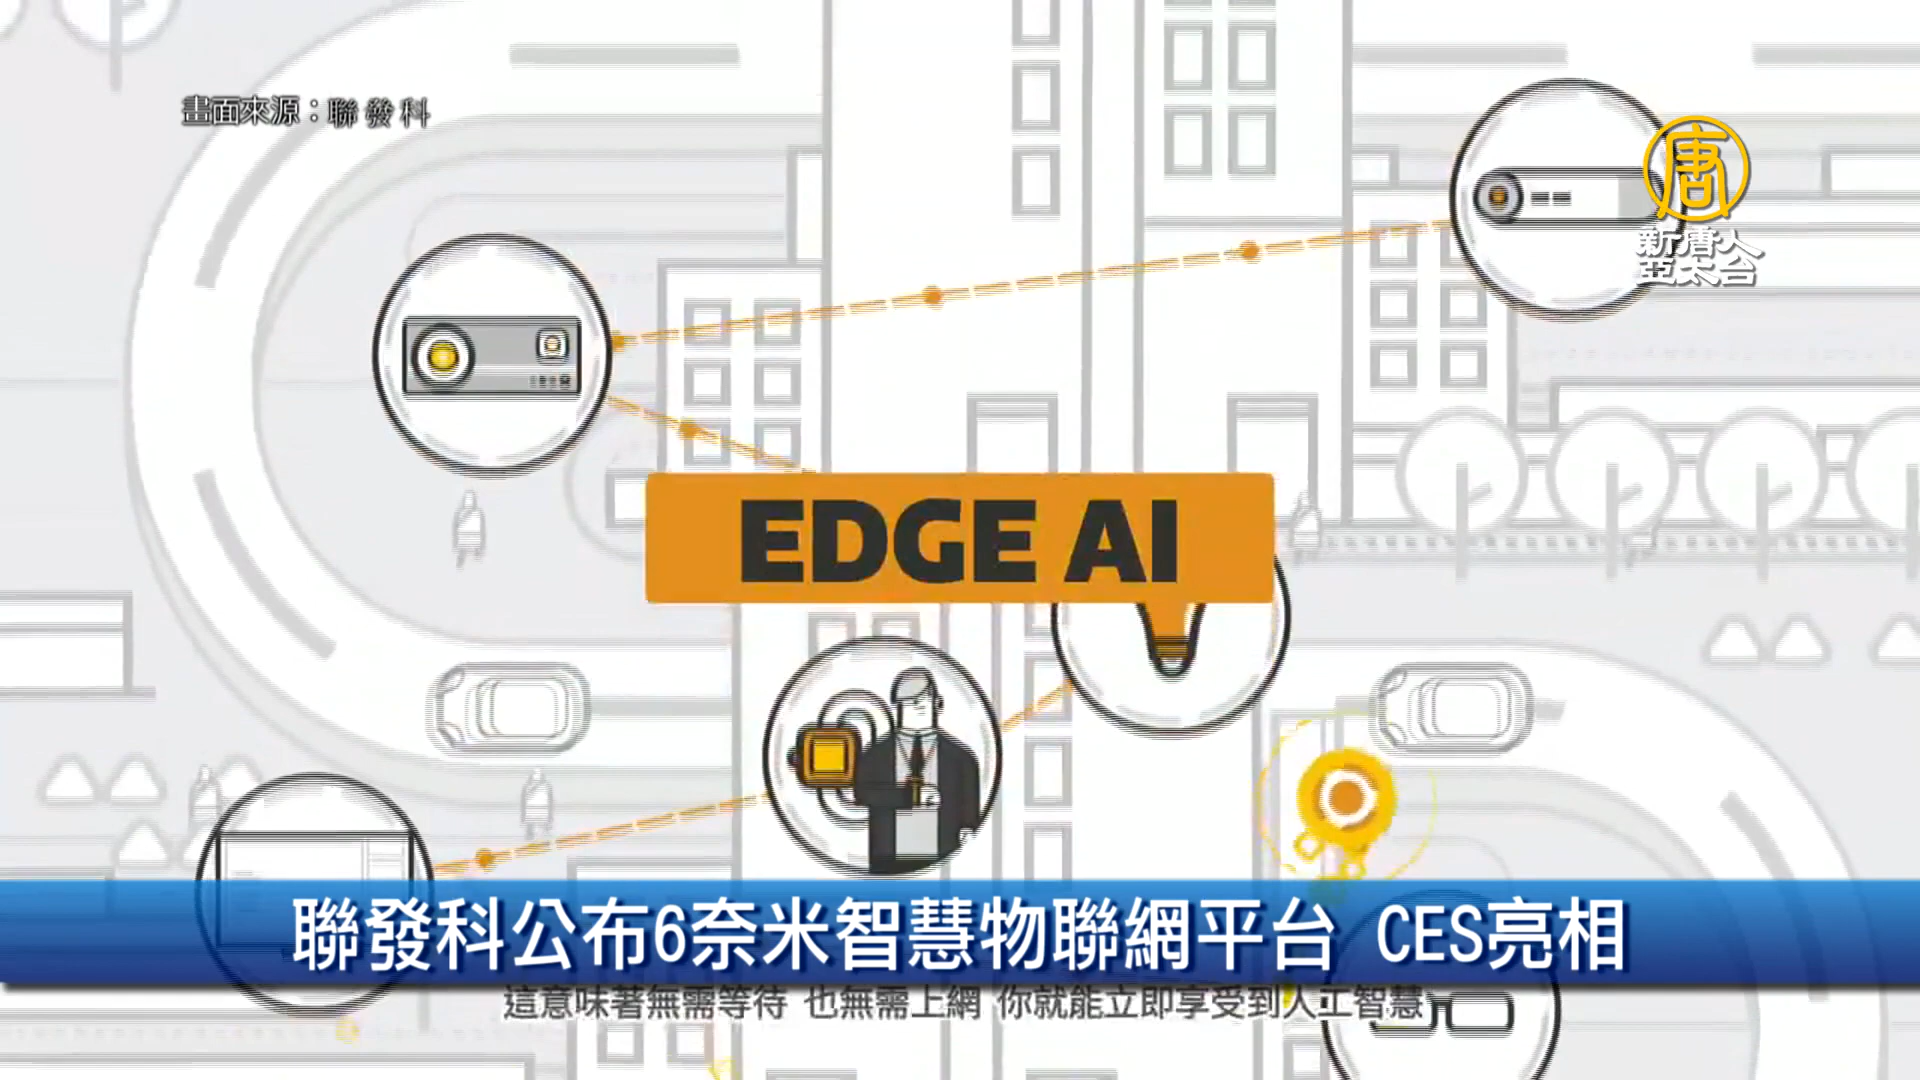 畫面來源：聯發科
唐
新唐人
亞太台
EDGE AI
聯發科公布6奈米智慧物聯網平台 CES亮相
這意味著無需等待 也無需上網 你就能立即享受到人工智慧